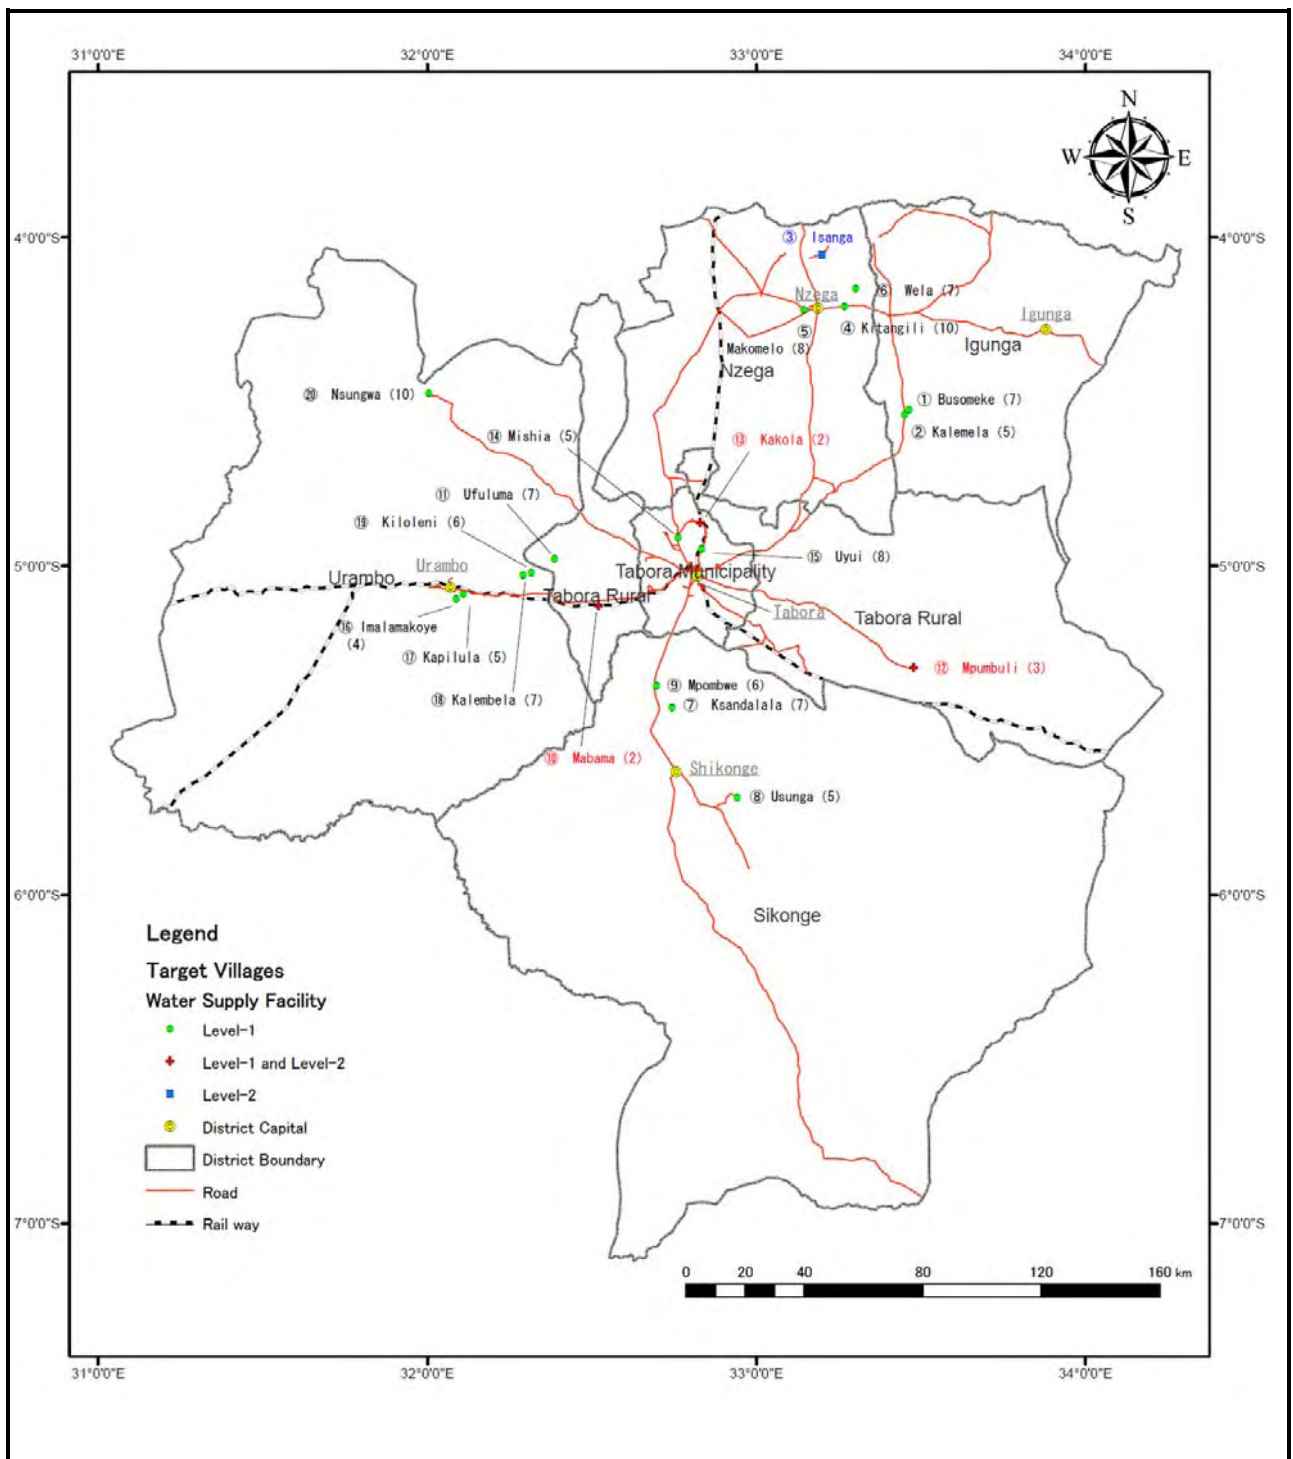 31°0'0"E 32°0'0"E 33°0'0"E 34°0'0"E
N
W E
S
4°0'0"S 4°0'0"S
③ Isanga
⑥ Wela (7)
Nzega
④ Kitangili (10)
Igunga
Igunga
⑤
Makomelo (8)
Nzega
⑳ Nsungwa (10)
① Busomeke (7)
② Kalemela (5)
⑭ Mishia (5)
⑬ Kakola (2)
⑪ Ufuluma (7)
⑲ Kiloleni (6)
⑮ Uyui (8)
5°0'0"S 5°0'0"S
Urambo
Urambo
Tabora Municipality
Tabora Rural
Tabora
Tabora Rural
⑯ Imalamakoye
(4)
⑰ Kapilula (5)
⑱ Kalembela (7)
⑫ Mpumbuli (3)
⑨ Mpombwe (6)
⑦ Ksandalala (7)
⑩ Mabama (2)
Shikonge
⑧ Usunga (5)
6°0'0"S 6°0'0"S
Sikonge
Legend
Target Villages
Water Supply Facility
Level-1
Level-1 and Level-2
Level-2
District Capital
District Boundary
Road
Rail way
7°0'0"S 7°0'0"S
0 20 40 80 120 160 km
31°0'0"E 32°0'0"E 33°0'0"E 34°0'0"E